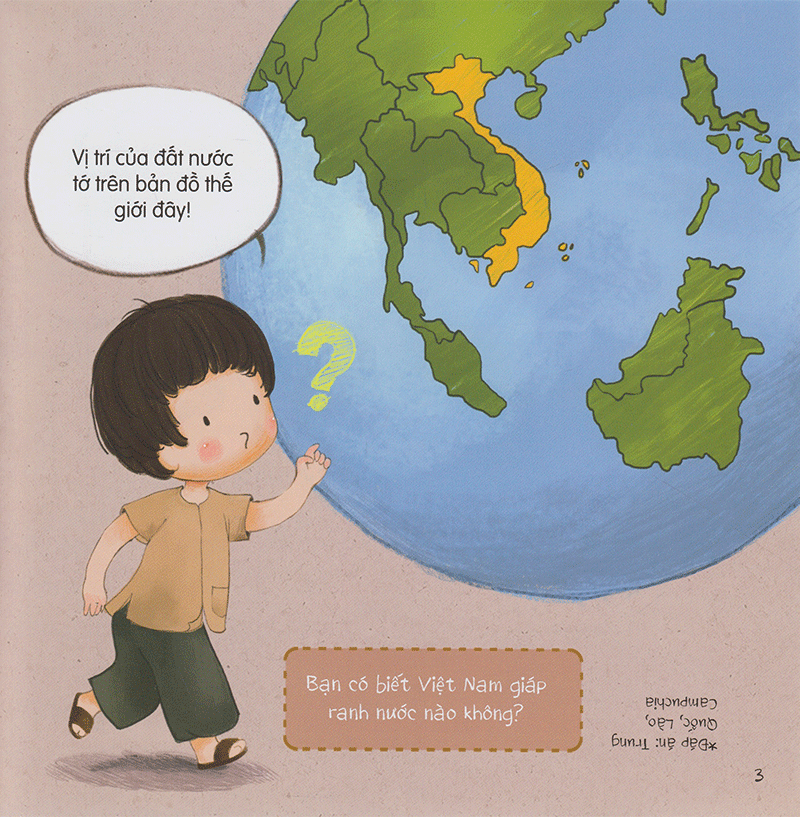 Vị trí của đất nước
tớ trên bản đồ thế
giới đây!
Bạn có biết Việt Nam giáp
ranh nước nào không?
*Đáp án: Trung
Quốc, Lào,
Campuchia
3